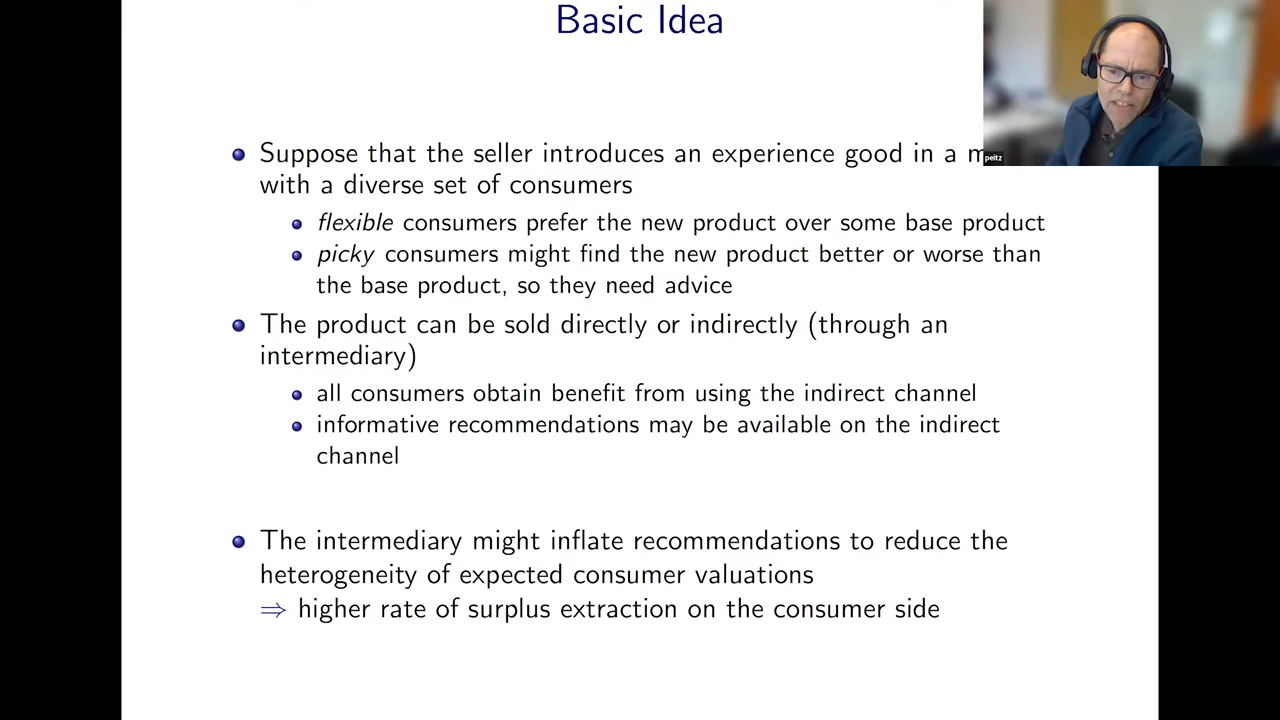 Basic Idea
Suppose that the seller introduces an experience good in a m
with a diverse set of consumers
flexible consumers prefer the new product over some base product
picky consumers might find the new product better or worse than
the base product, so they need advice
The product can be sold directly or indirectly (through an
intermediary)
all consumers obtain benefit from using the indirect channel
informative recommendations may be available on the indirect
channel
The intermediary might inflate recommendations to reduce the
heterogeneity of expected consumer valuations
⇒ higher rate of surplus extraction on the consumer side
peitz